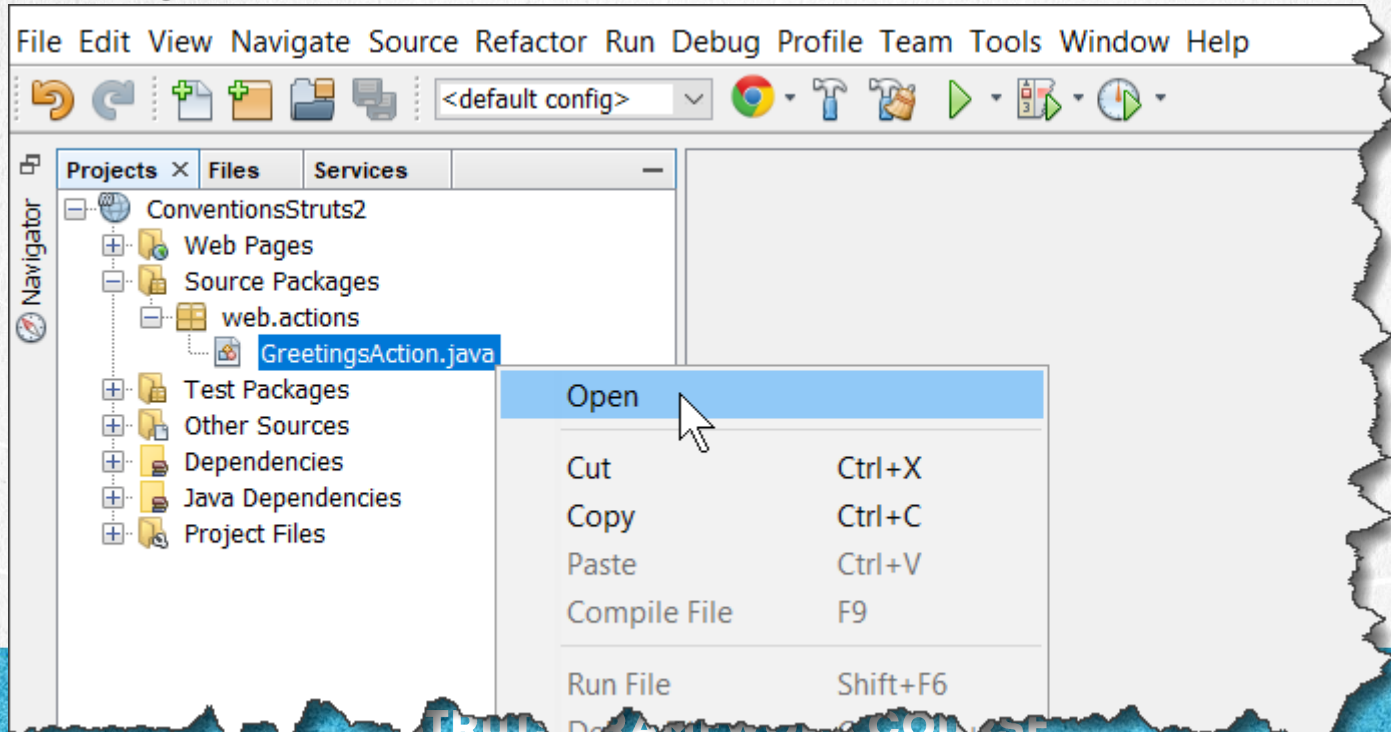 File Edit View Navigate Source Refactor Run Debug Profile Team Tools Window Help
<default config>
Projects Files Services
Navigator
ConventionsStruts2
Web Pages
Source Packages
web.actions
GreetingsAction.java
Test Packages
Other Sources
Dependencies
Java Dependencies
Project Files
Open
Cut Ctrl+X
Copy Ctrl+C
Paste Ctrl+V
Compile File F9
Run File Shift+F6